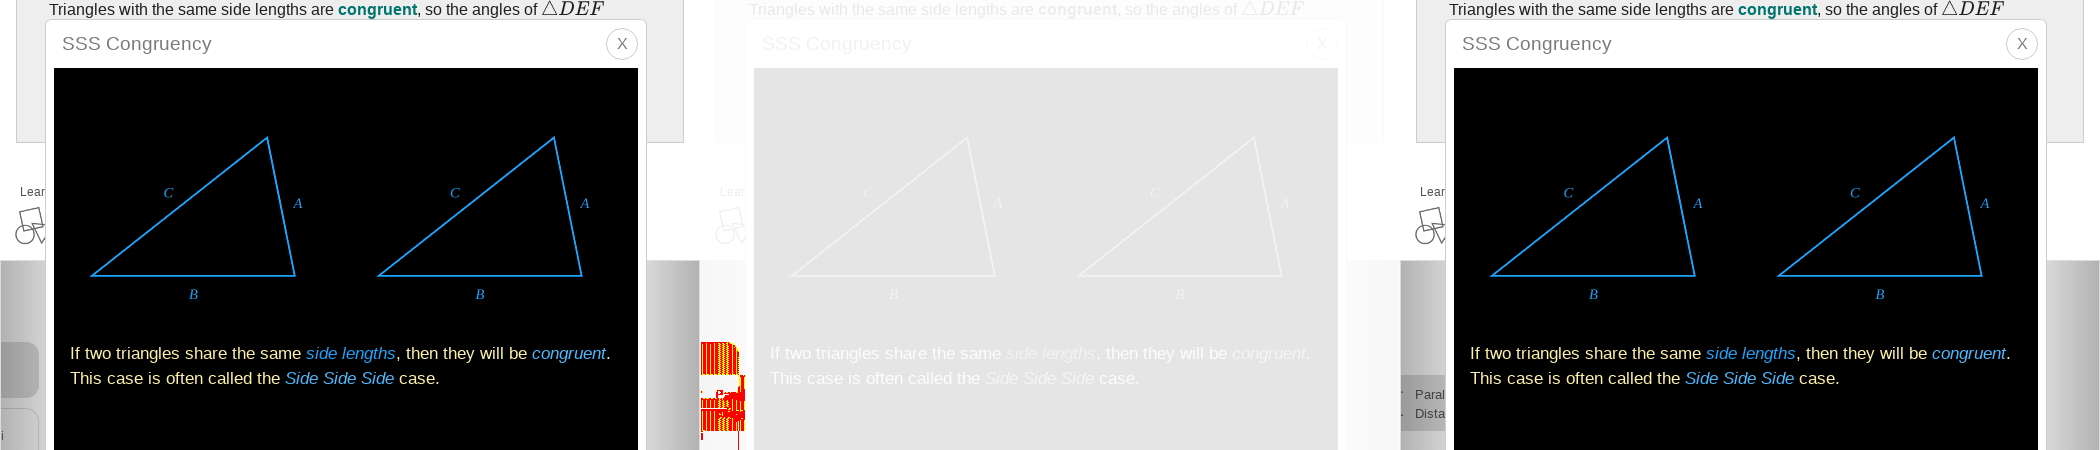 Triangles with the same side lengths are congruent, so the angles of △DEF
SSS Congruency
X
C
A
B
C
A
B
If two triangles share the same side lengths, then they will be congruent.
This case is often called the Side Side Side case.
Lear
i
Triangles with the same side lengths are congruent, so the angles of △DEF
SSS Congruency
X
C
A
B
C
A
B
If two triangles share the same side lengths, then they will be congruent.
This case is often called the Side Side Side case.
Lear
i
Triangles with the same side lengths are congruent, so the angles of △DEF
SSS Congruency
X
C
A
B
C
A
B
If two triangles share the same side lengths, then they will be congruent.
This case is often called the Side Side Side case.
Lear
Paral
Dista